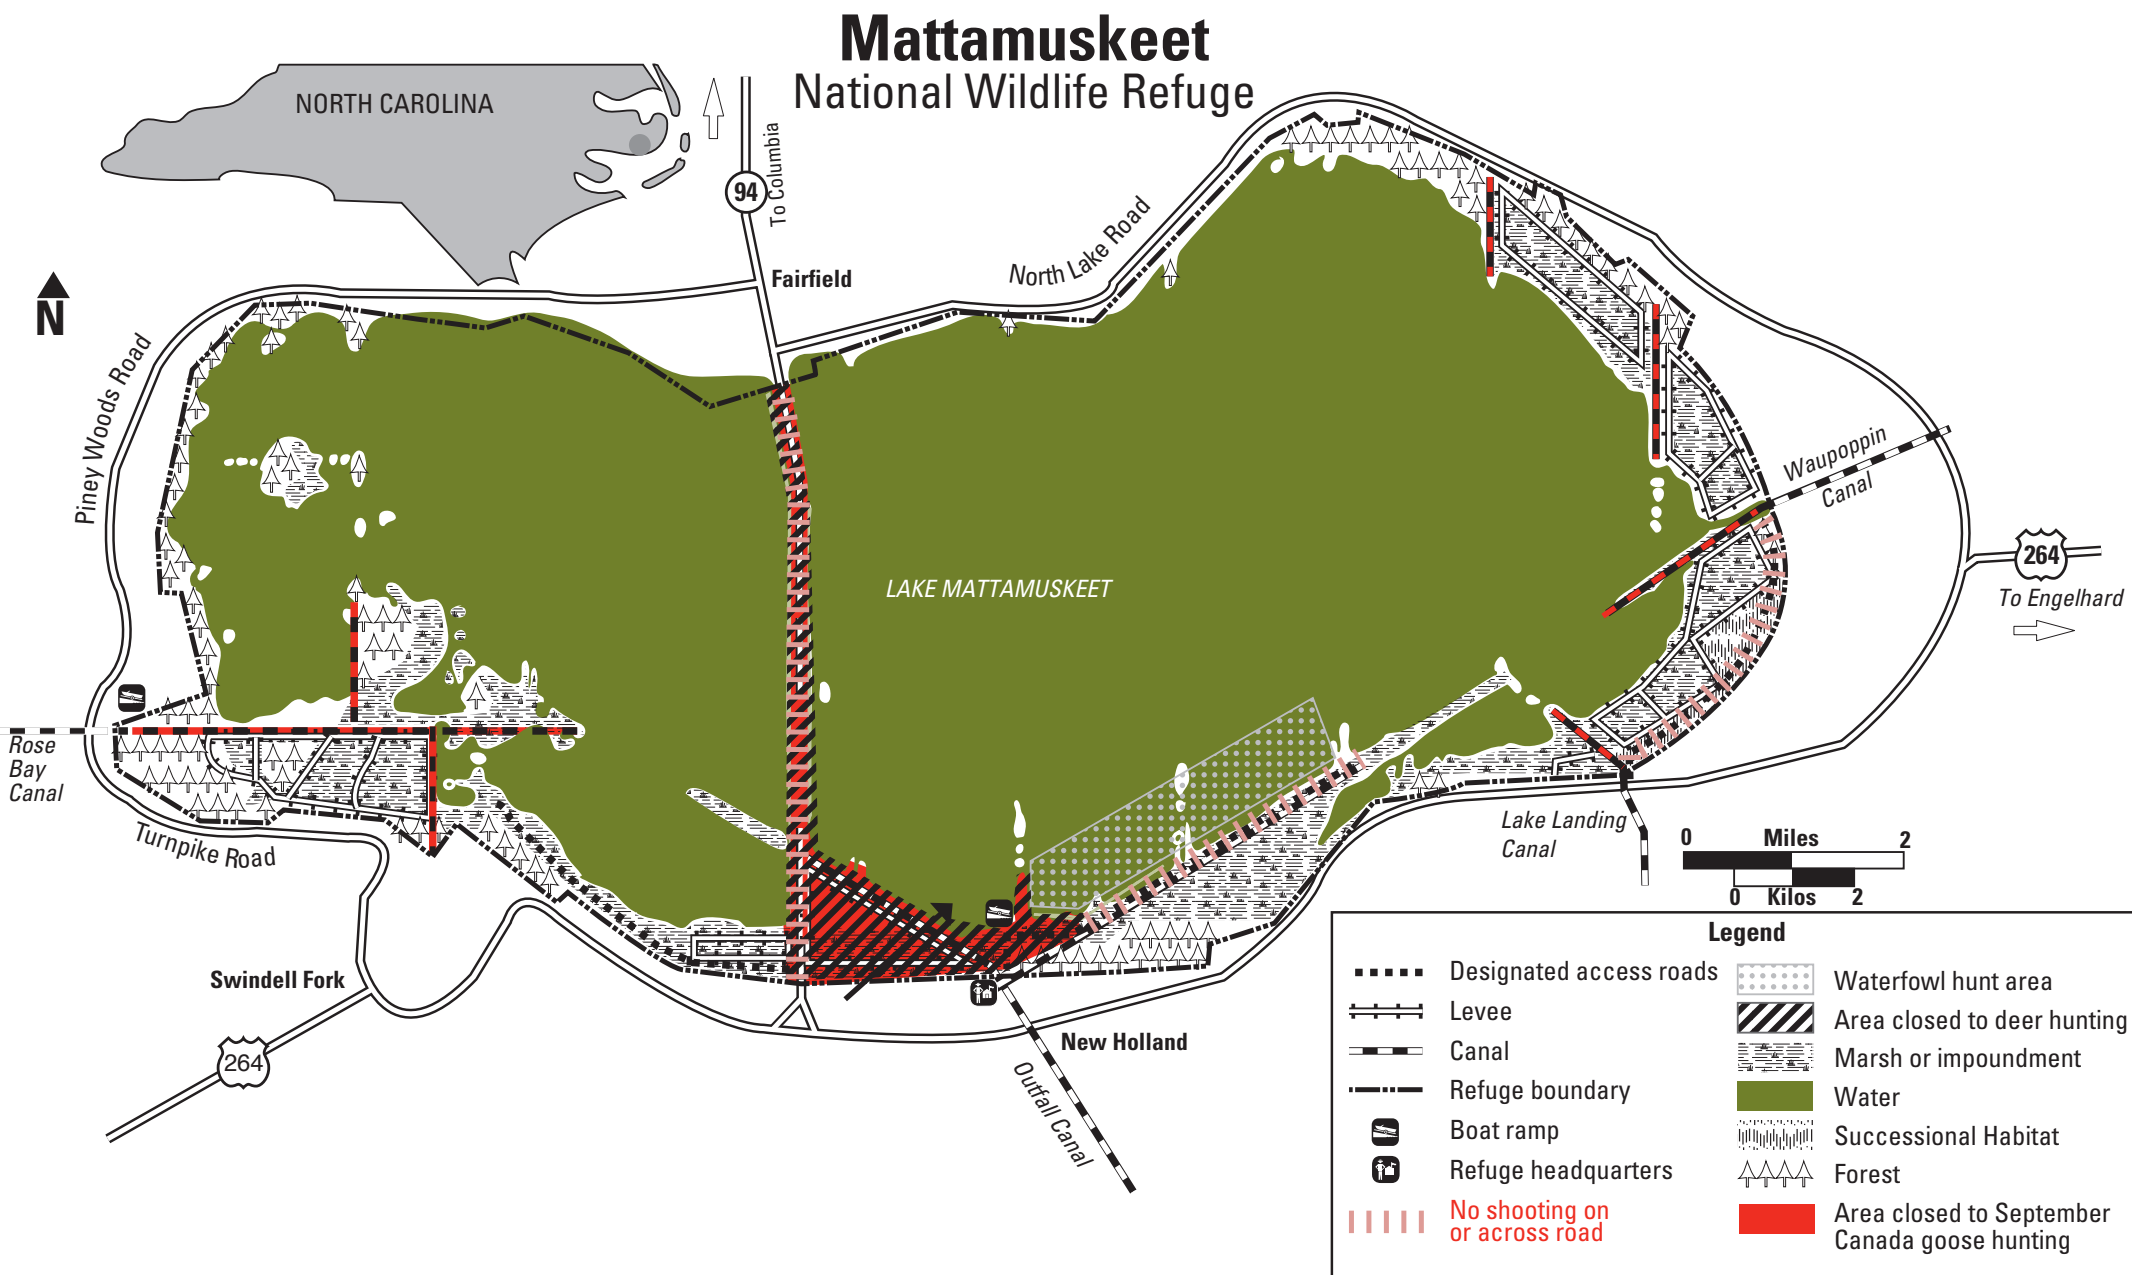 Mattamuskeet
National Wildlife Refuge
NORTH CAROLINA
94
To Columbia
Fairfield
North Lake Road
N
Piney Woods Road
Waupoppin
Canal
264
To Engelhard
LAKE MATTAMUSKEET
Rose
Bay
Canal
Turnpike Road
Lake Landing
Canal
0 Miles 2
0 Kilos 2
Swindell Fork
264
New Holland
Outfall Canal
Legend
Designated access roads
Levee
Canal
Refuge boundary
Boat ramp
Refuge headquarters
No shooting on
or across road
Waterfowl hunt area
Area closed to deer hunting
Marsh or impoundment
Water
Successional Habitat
Forest
Area closed to September
Canada goose hunting